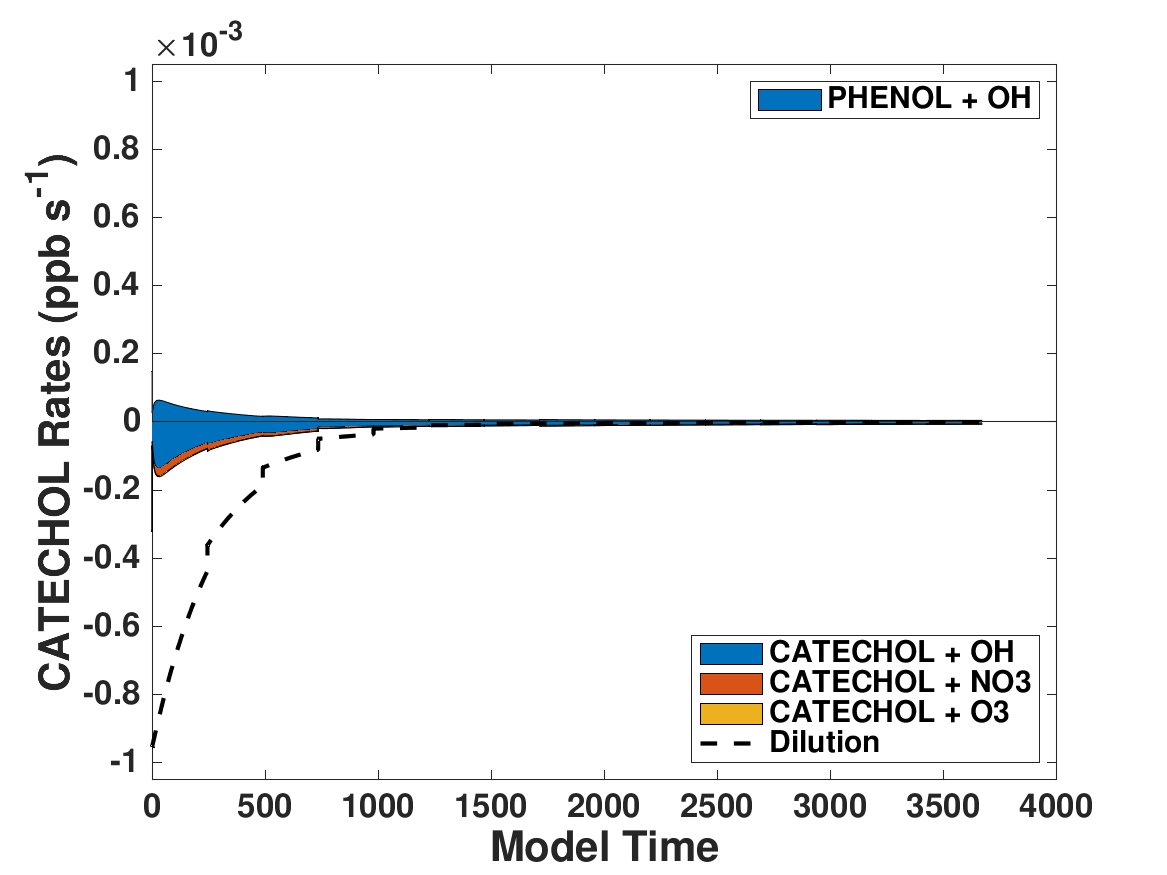 ×10-3
1
0.8
0.6
0.4
0.2
0
-0.2
-0.4
-0.6
-0.8
-1
CATECHOL Rates (ppb s-1)
PHENOL + OH
CATECHOL + OH
CATECHOL + NO3
CATECHOL + O3
Dilution
0 500 1000 1500 2000 2500 3000 3500 4000
Model Time